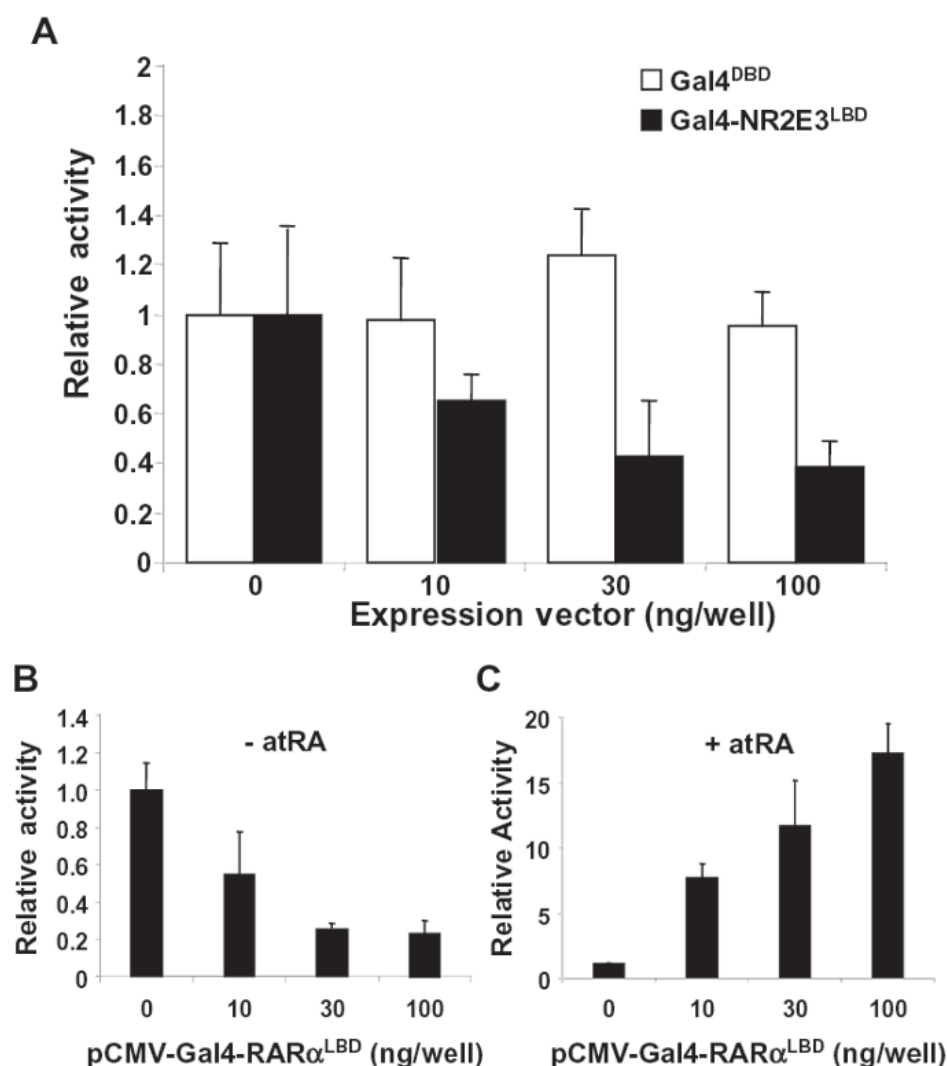 A
Relative activity
2
1.8
1.6
1.4
1.2
1
0.8
0.6
0.4
0.2
0
Gal4DBD
Gal4-NR2E3LBD
0 10 30 100
Expression vector (ng/well)
B
Relative activity
1.4
1.2
1.0
0.8
0.6
0.4
0.2
0
- atRA
0 10 30 100
pCMV-Gal4-RARαLBD (ng/well)
C
Relative Activity
20
15
10
5
0
+ atRA
0 10 30 100
pCMV-Gal4-RARαLBD (ng/well)